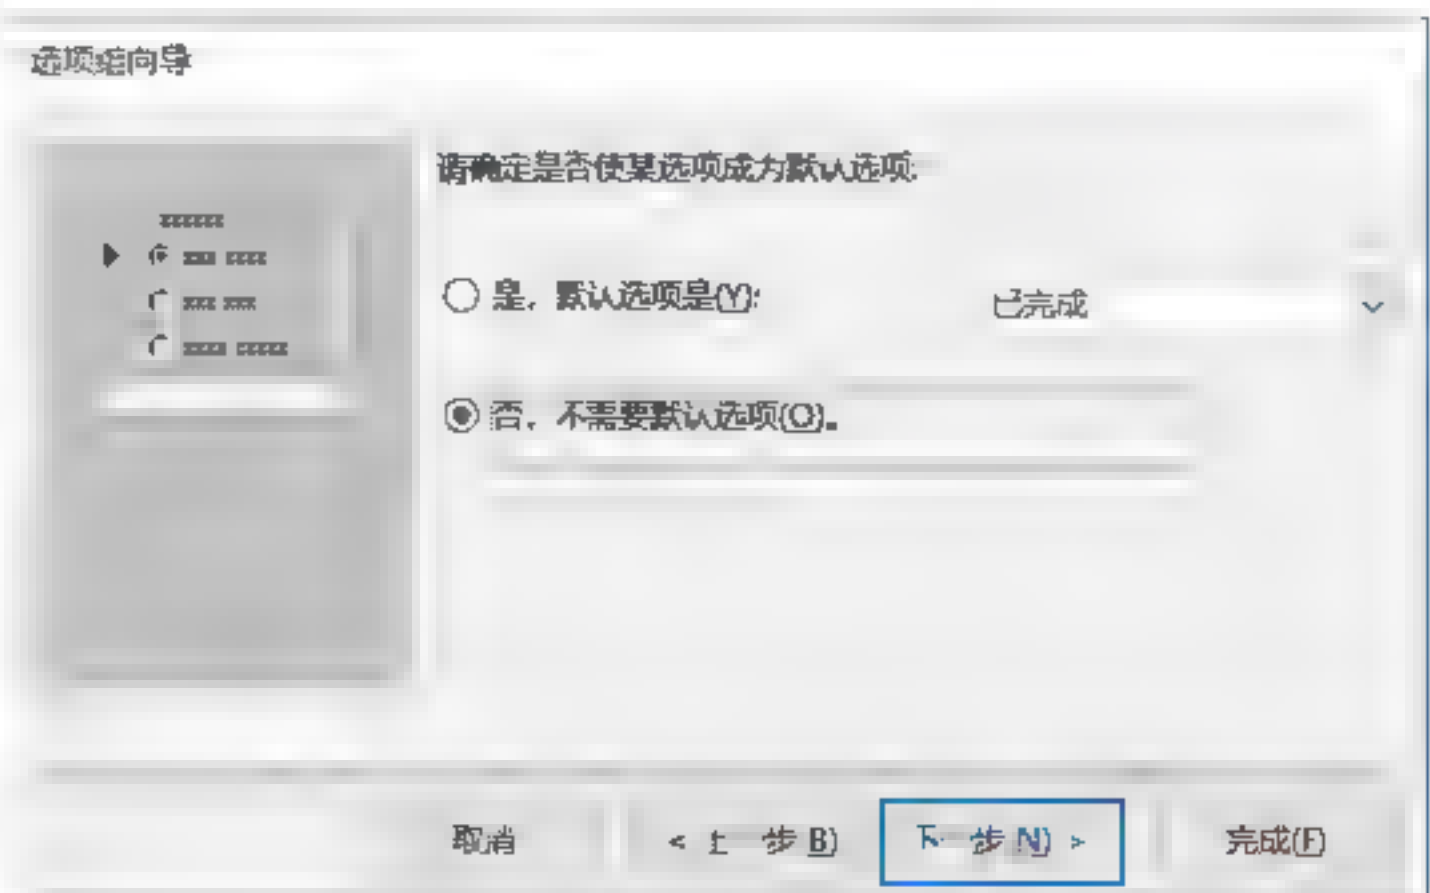 选项组向导
请确定是否使某选项成为默认选项:
是，默认选项是(Y):
已完成
否，不需要默认选项(O)。
取消
< 上一步(B)
下一步(N) >
完成(F)